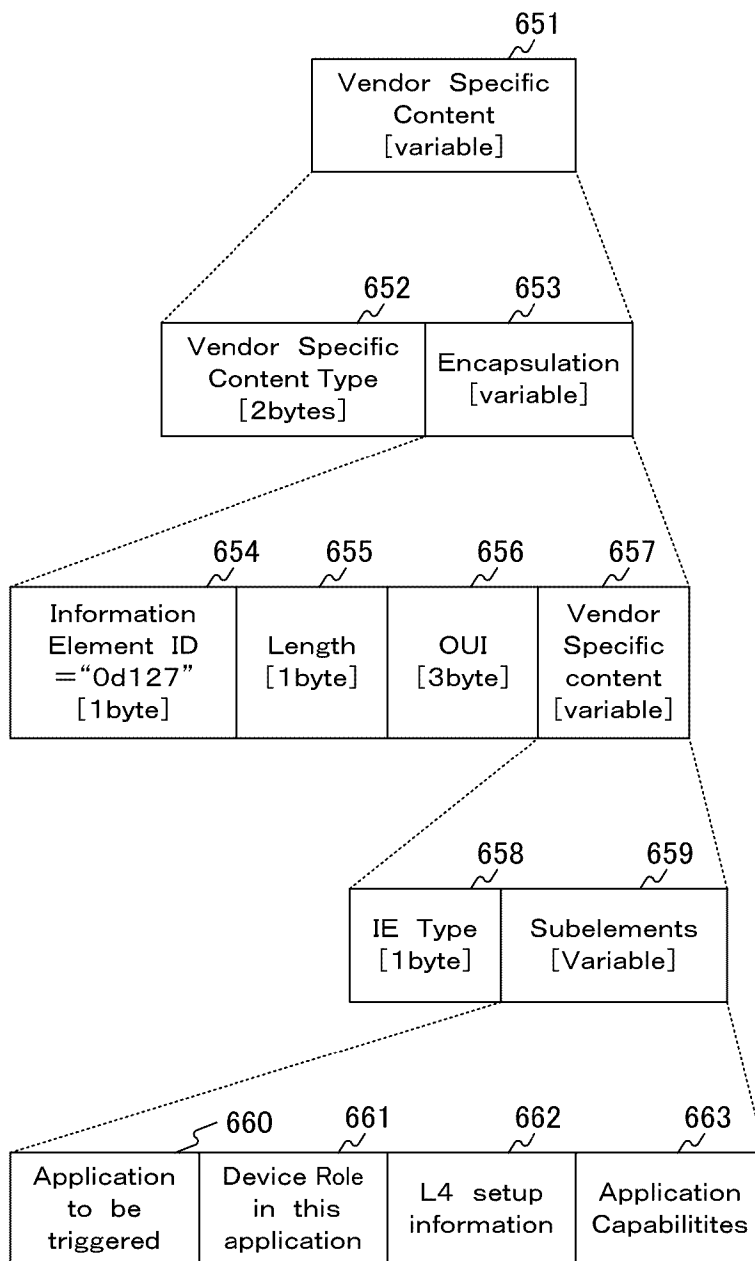 651
Vendor Specific
Content
[variable]
652
653
Vendor Specific
Content Type
[2bytes]
Encapsulation
[variable]
654
655
656
657
Information
Element ID
="0d127"
[1byte]
Length
[1byte]
OUI
[3byte]
Vendor
Specific
content
[variable]
658
659
IE Type
[1byte]
Subelements
[Variable]
660
661
662
663
Application
to be
triggered
Device Role
in this
application
L4 setup
information
Application
Capabilitites